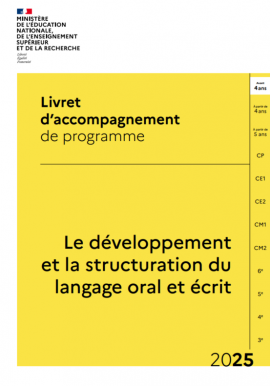 MINISTÈRE
DE L'ÉDUCATION
NATIONALE,
DE L'ENSEIGNEMENT
SUPÉRIEUR
ET DE LA RECHERCHE
Liberté
Égalité
Fraternité
Livret
d'accompagnement
de programme
Avant
4 ans
À partir de
4 ans
À partir de
5 ans
CP
CE1
CE2
CM1
CM2
6e
5e
4e
3e
Le développement
et la structuration du
langage oral et écrit
2025